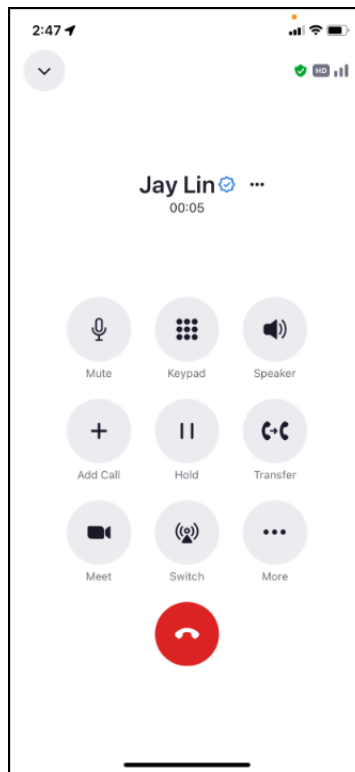 2:47
HD
Jay Lin
00:05
Mute Keypad Speaker
Add Call Hold Transfer
Meet Switch More